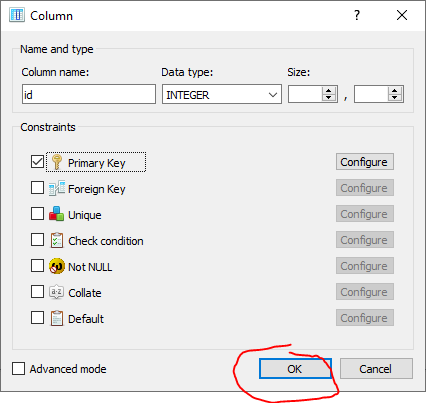 Column ?
Name and type
Column name: Data type: Size:
id INTEGER ,
Constraints
Primary Key Configure
Foreign Key Configure
Unique Configure
Check condition Configure
Not NULL Configure
a-z Collate Configure
Default Configure
Advanced mode OK Cancel